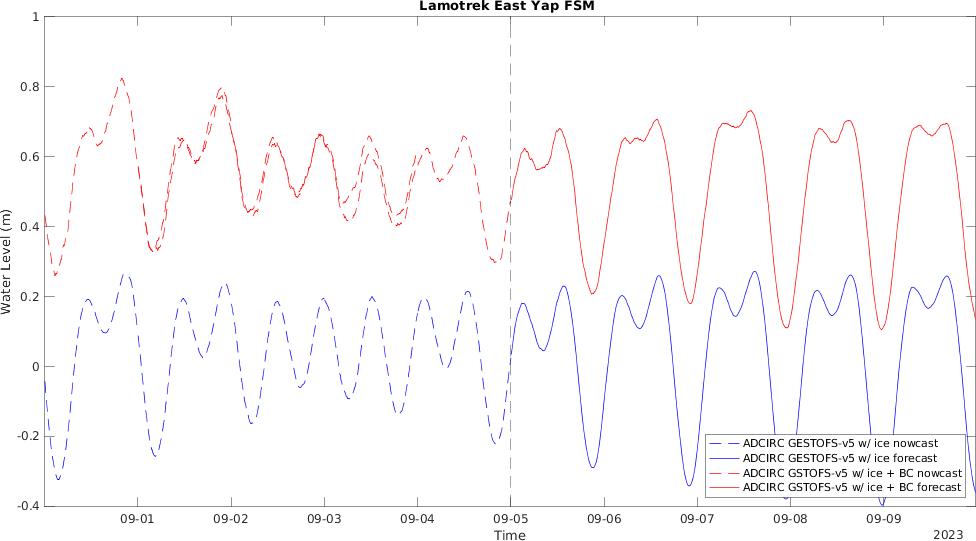 Lamotrek East Yap FSM
Water Level (m)
1
0.8
0.6
0.4
0.2
0
-0.2
-0.4
ADCIRC GESTOFS-v5 w/ ice nowcast
ADCIRC GESTOFS-v5 w/ ice forecast
ADCIRC GSTOFS-v5 w/ ice + BC nowcast
ADCIRC GSTOFS-v5 w/ ice + BC forecast
09-01 09-02 09-03 09-04 09-05 09-06 09-07 09-08 09-09
Time
2023